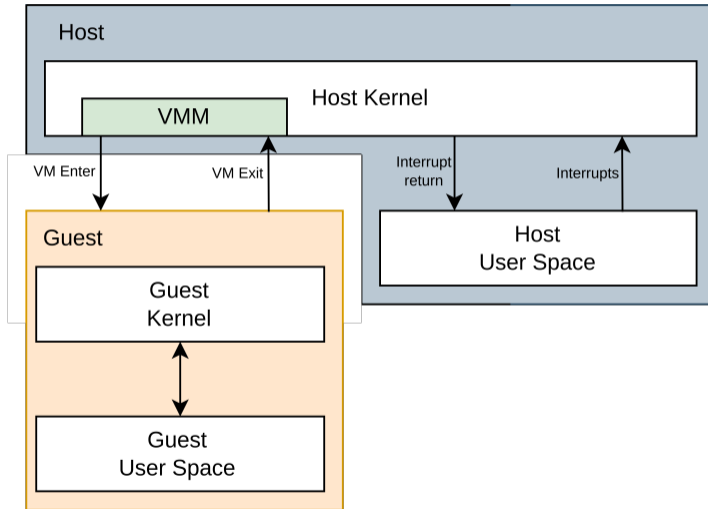 Host
Host Kernel
VMM
VM Enter
VM Exit
Interrupt
return
Interrupts
Guest
Host
User Space
Guest
Kernel
Guest
User Space